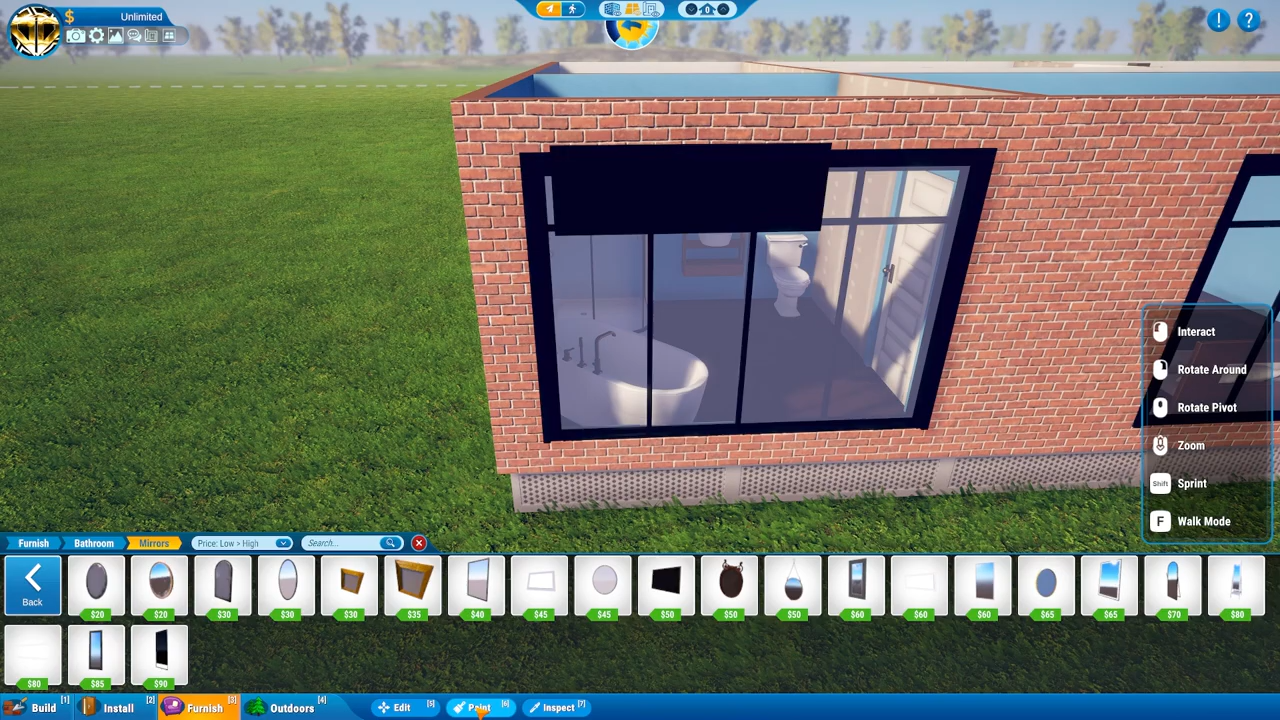 $ Unlimited
0
! ?
Interact
Rotate Around
Rotate Pivot
Zoom
Shift Sprint
F Walk Mode
Furnish Bathroom Mirrors Price: Low > High Search...
Back $20 $20 $30 $30 $30 $35 $40 $45 $45 $50 $50 $50 $60 $60 $60 $65 $65 $70 $80
$80 $85 $90
Build [1] Install [2] Furnish [3] Outdoors [4] Edit [5] Paint [6] Inspect [7]